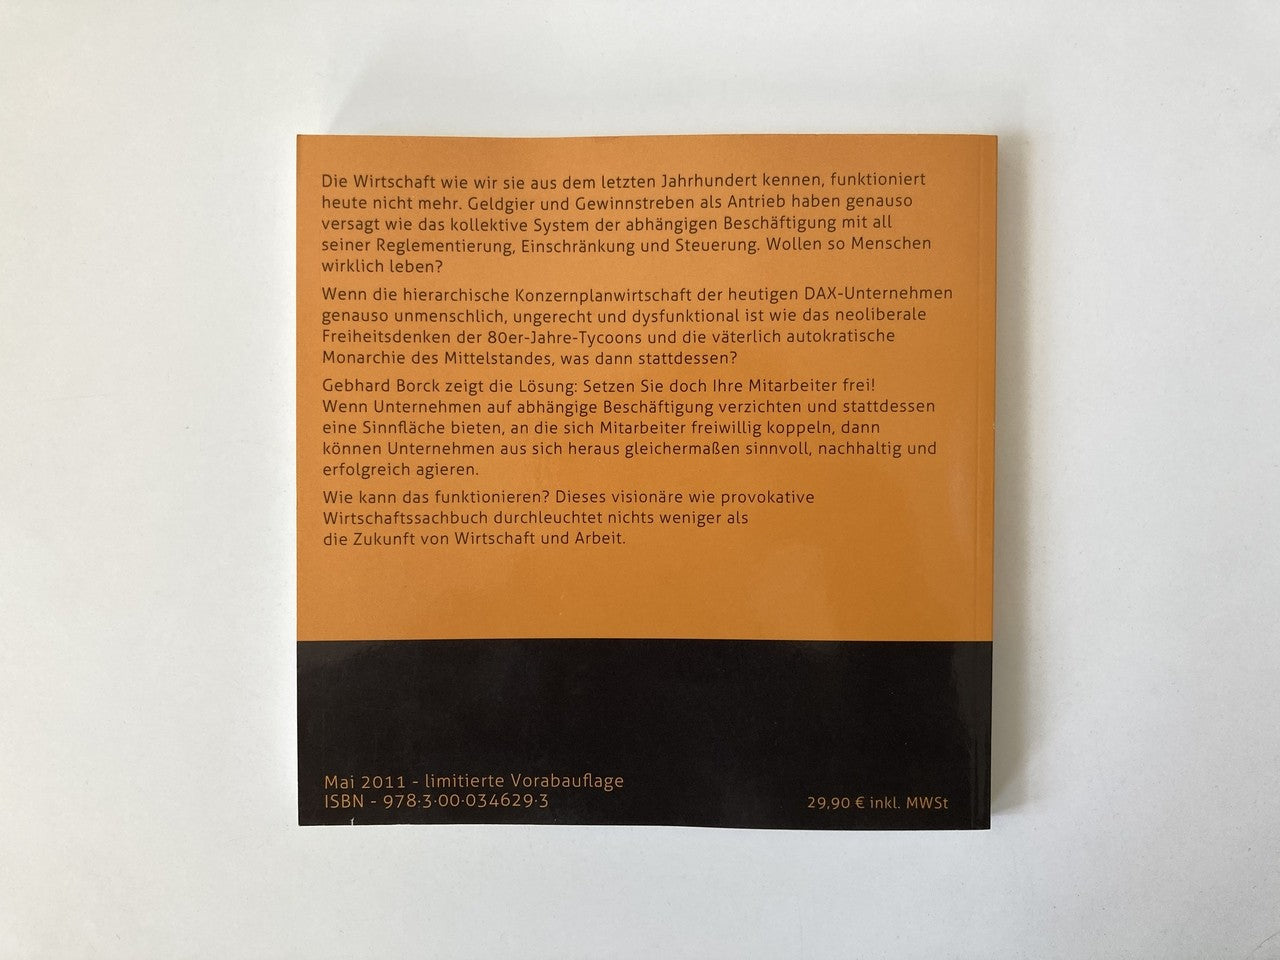 Die Wirtschaft wie wir sie aus dem letzten Jahrhundert kennen, funktioniert
heute nicht mehr. Geldgier und Gewinnstreben als Antrieb haben genauso
versagt wie das kollektive System der abhängigen Beschäftigung mit all
seiner Reglementierung, Einschränkung und Steuerung. Wollen so Menschen
wirklich leben?
Wenn die hierarchische Konzernplanwirtschaft der heutigen DAX-Unternehmen
genauso unmenschlich, ungerecht und dysfunktional ist wie das neoliberale
Freiheitsdenken der 80er-Jahre-Tycoons und die väterlich autokratische
Monarchie des Mittelstandes, was dann stattdessen?
Gebhard Borck zeigt die Lösung: Setzen Sie doch Ihre Mitarbeiter frei!
Wenn Unternehmen auf abhängige Beschäftigung verzichten und stattdessen
eine Sinnfläche bieten, an die sich Mitarbeiter freiwillig koppeln, dann
können Unternehmen aus sich heraus gleichermaßen sinnvoll, nachhaltig und
erfolgreich agieren.
Wie kann das funktionieren? Dieses visionäre wie provokative
Wirtschaftssachbuch durchleuchtet nichts weniger als
die Zukunft von Wirtschaft und Arbeit.
Mai 2011 - limitierte Vorabauflage
ISBN - 978·3·00·034629·3
29,90 € inkl. MWSt